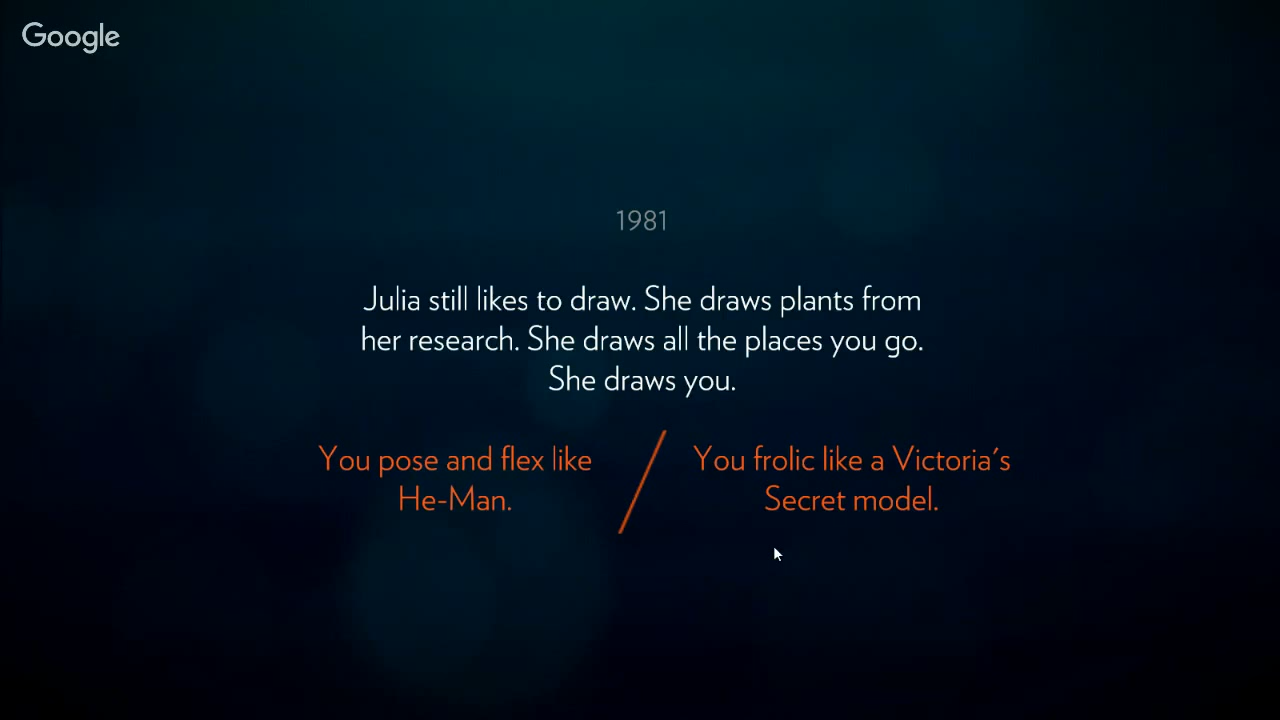 Google
1981
Julia still likes to draw. She draws plants from
her research. She draws all the places you go.
She draws you.
You pose and flex like
He-Man.
You frolic like a Victoria's
Secret model.